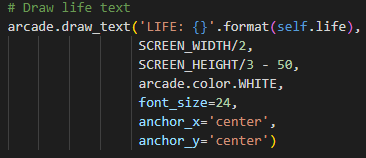 # Draw life text
arcade.draw_text('LIFE: {}'.format(self.life),
SCREEN_WIDTH/2,
SCREEN_HEIGHT/3 - 50,
arcade.color.WHITE,
font_size=24,
anchor_x='center',
anchor_y='center')